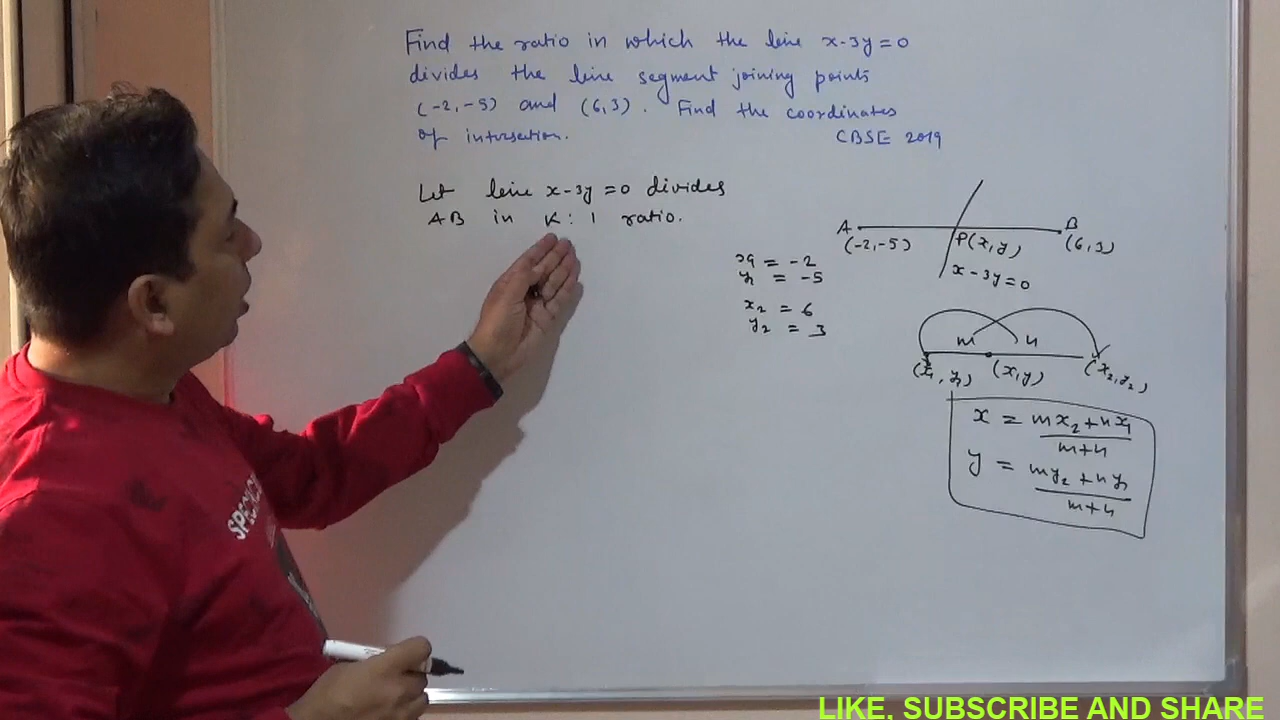 Find the ratio in which the line x-3y=0
divides the line segment joining points
(-2,-5) and (6,3). Find the coordinates
of intersection. CBSE 2019
Let line x-3y=0 divides
AB in K:1 ratio.
A B
(-2,-5) P(x,y) (6,3)
x-3y=0
x1 = -2
y1 = -5
x2 = 6
y2 = 3
m n
(x1, y1) (x,y) (x2,y2)
x = mx2+nx1
m+n
y = my2+ny1
m+n
LIKE, SUBSCRIBE AND SHARE